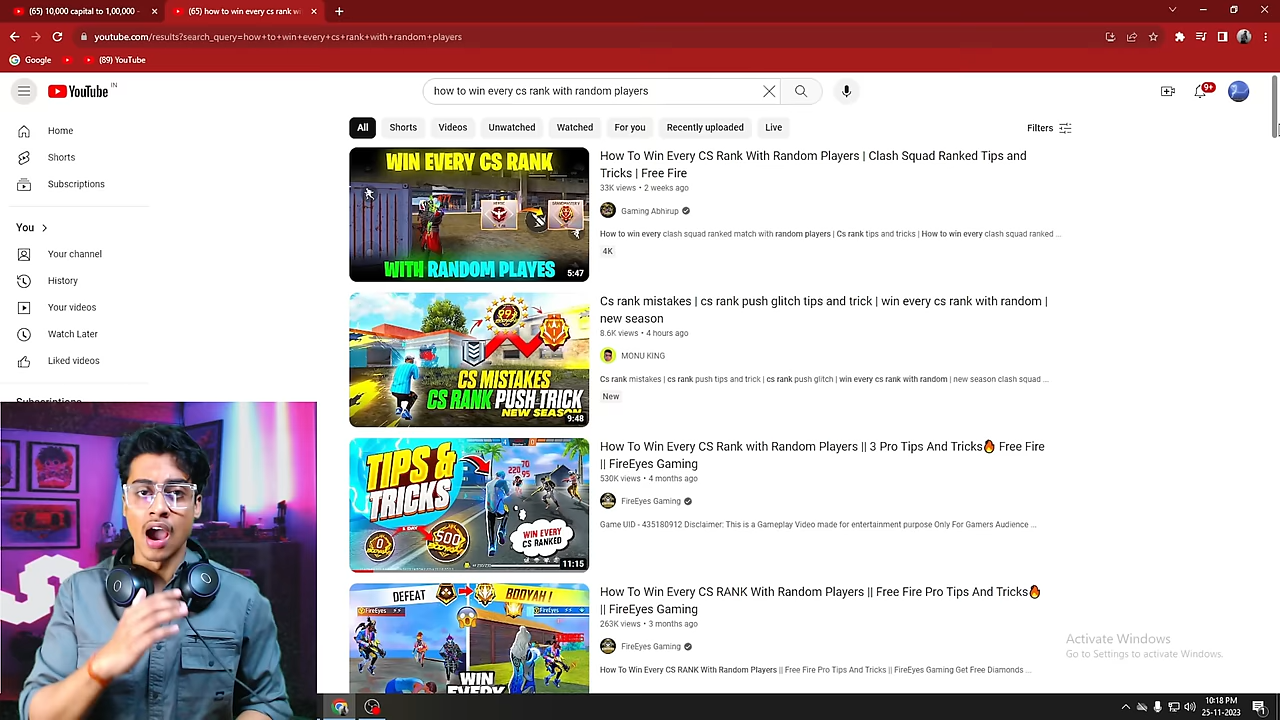 (65) 10,000 capital to 1,00,000 -
(65) how to win every cs rank wi
youtube.com/results?search_query=how+to+win+every+cs+rank+with+random+players
Google
(89) YouTube
YouTube IN
how to win every cs rank with random players
9+
All
Shorts
Videos
Unwatched
Watched
For you
Recently uploaded
Live
Filters
Home
Shorts
Subscriptions
You
Your channel
History
Your videos
Watch Later
Liked videos
Subscriptions
WIN EVERY CS RANK
WITH RANDOM PLAYES
5:47
How To Win Every CS Rank With Random Players | Clash Squad Ranked Tips and
Tricks | Free Fire
33K views • 2 weeks ago
Gaming Abhirup
How to win every clash squad ranked match with random players | Cs rank tips and tricks | How to win every clash squad ranked ...
4K
99+
CS MISTAKES
CS RANK PUSH TRICK
NEW SEASON
9:48
Cs rank mistakes | cs rank push glitch tips and trick | win every cs rank with random |
new season
8.6K views • 4 hours ago
MONU KING
Cs rank mistakes | cs rank push tips and trick | cs rank push glitch | win every cs rank with random | new season clash squad ...
New
TIPS &
TRICKS
220
95
1 DAY
0
500
BOOYAH
WIN EVERY
CS RANKED
11:15
How To Win Every CS Rank with Random Players || 3 Pro Tips And Tricks🔥 Free Fire
|| FireEyes Gaming
530K views • 4 months ago
FireEyes Gaming
Game UID - 435180912 Disclaimer: This is a Gameplay Video made for entertainment purpose Only For Gamers Audience ...
DEFEAT
BOOYAH !
FireEyes
FireEyes
WIN
EVERY
How To Win Every CS RANK With Random Players || Free Fire Pro Tips And Tricks🔥
|| FireEyes Gaming
263K views • 3 months ago
FireEyes Gaming
How To Win Every CS RANK With Random Players || Free Fire Pro Tips And Tricks || FireEyes Gaming Get Free Diamonds ...
Activate Windows
Go to Settings to activate Windows.
10:18 PM
25-11-2023
1